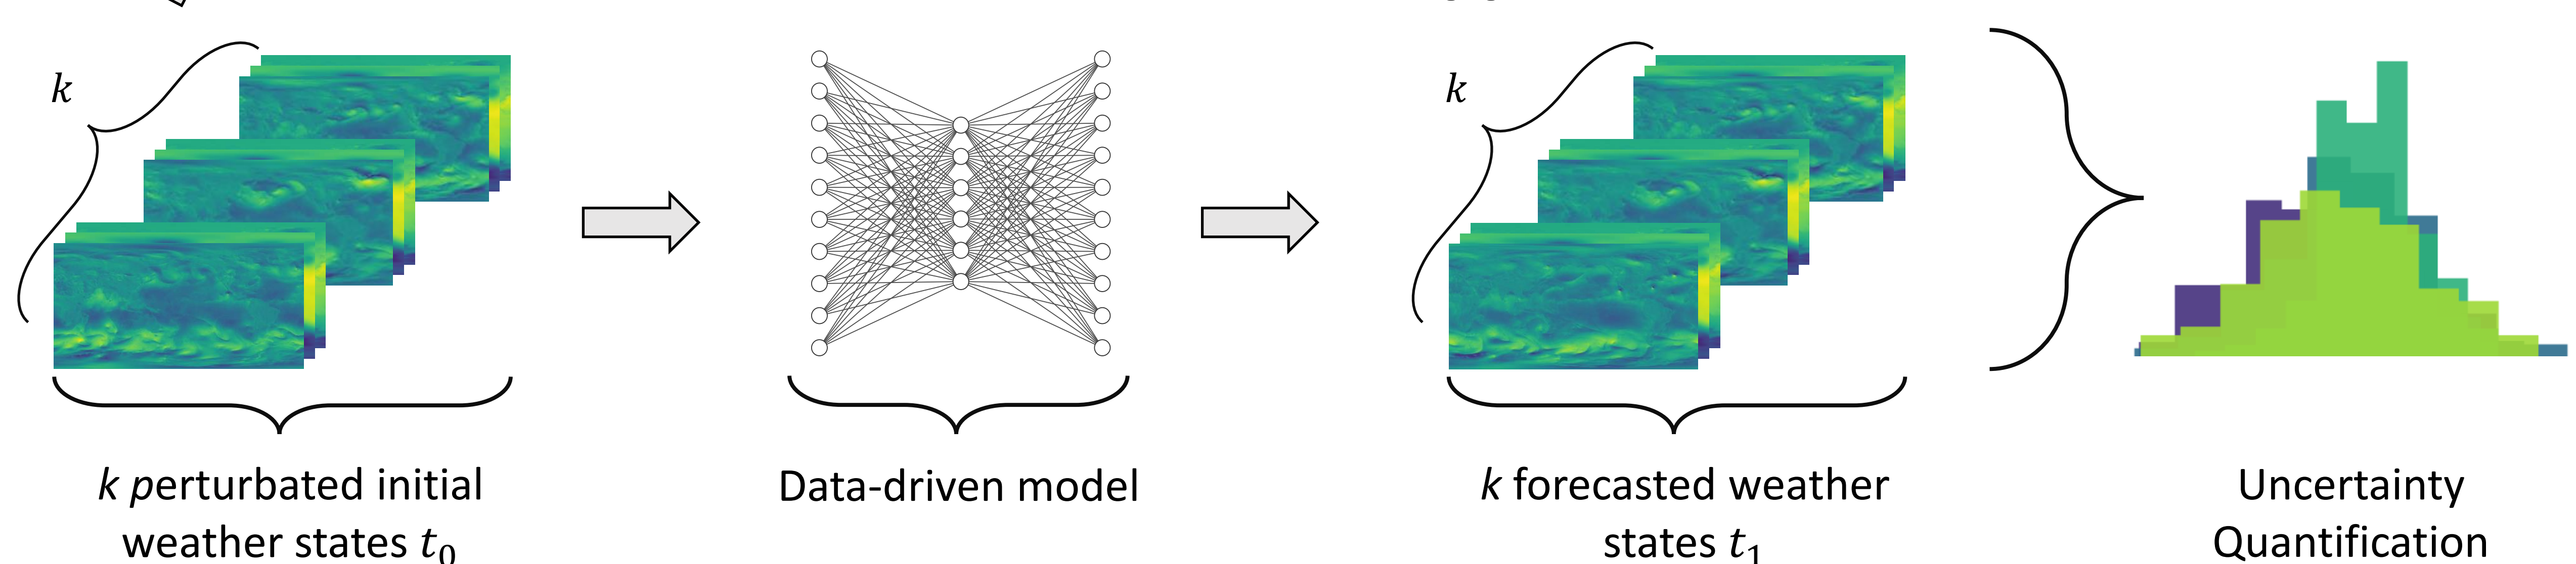 k
k
k perturbated initial
weather states t₀
Data-driven model
k forecasted weather
states t₁
Uncertainty
Quantification